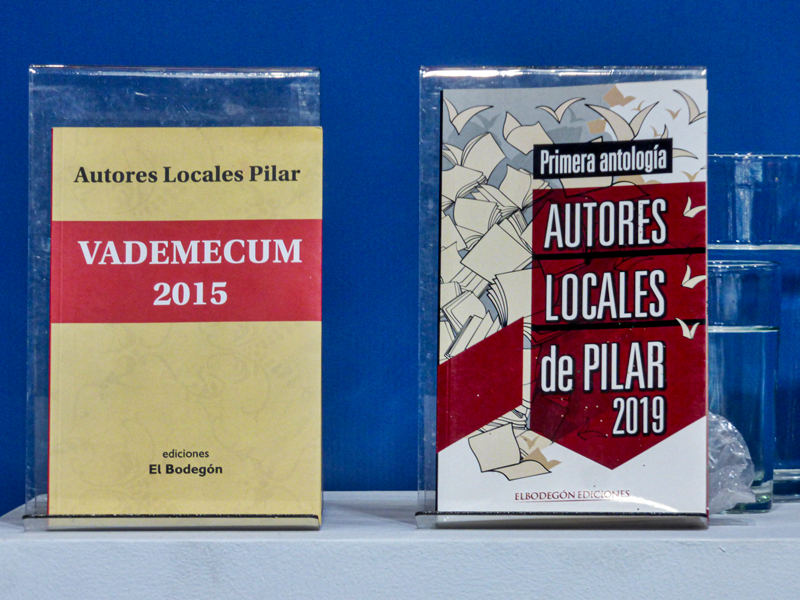 Autores Locales Pilar
VADEMECUM
2015
ediciones
El Bodegón
Primera antología
AUTORES
LOCALES
de PILAR
2019
ELBODEGÓN EDICIONES